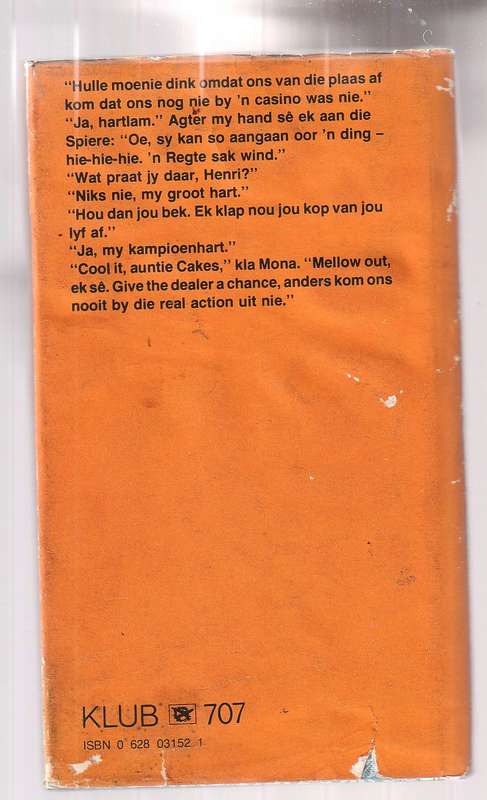 “Hulle moenie dink omdat ons van die plaas af
kom dat ons nog nie by 'n casino was nie.”
“Ja, hartlam.” Agter my hand sê ek aan die
Spiere: “Oe, sy kan so aangaan oor 'n ding –
hie-hie-hie. 'n Regte sak wind.”
“Wat praat jy daar, Henri?”
“Niks nie, my groot hart.”
“Hou dan jou bek. Ek klap nou jou kop van jou
lyf af.”
“Ja, my kampioenhart.”
“Cool it, auntie Cakes,” kla Mona. “Mellow out,
ek sê. Give the dealer a chance, anders kom ons
nooit by die real action uit nie.”
KLUB 707
ISBN 0 628 03152 1